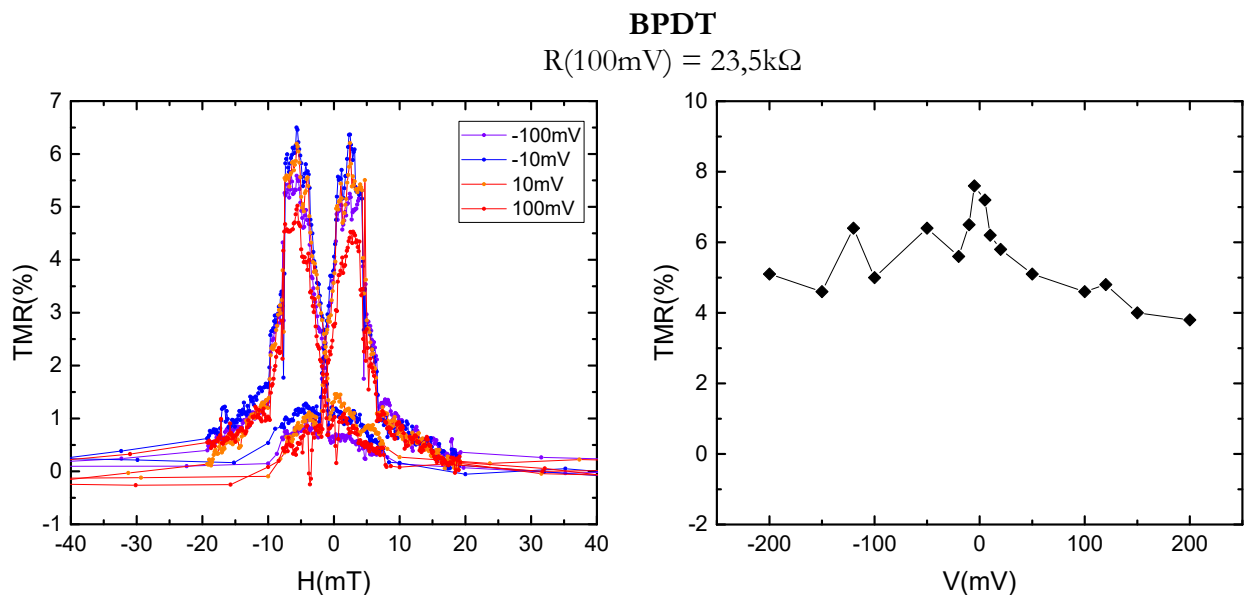 BPDT
R(100mV) = 23,5kΩ
7
6
5
4
3
2
1
0
-1
TMR(%)
-40 -30 -20 -10 0 10 20 30 40
H(mT)
-100mV
-10mV
10mV
100mV
10
8
6
4
2
0
-2
TMR(%)
-200 -100 0 100 200
V(mV)